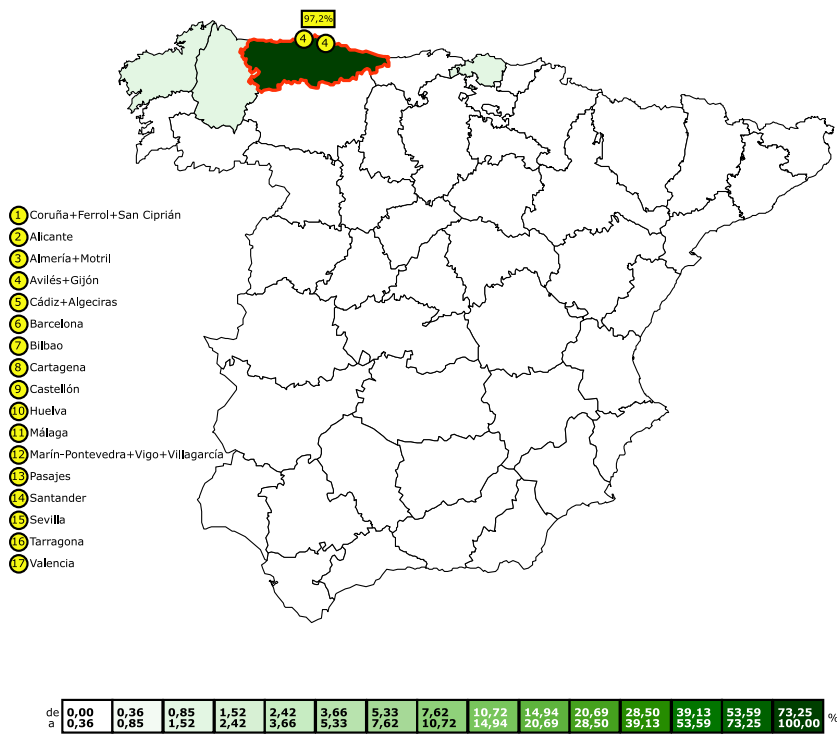 97,2%
4 4
1 Coruña+Ferrol+San Ciprián
2 Alicante
3 Almería+Motril
4 Avilés+Gijón
5 Cádiz+Algeciras
6 Barcelona
7 Bilbao
8 Cartagena
9 Castellón
10 Huelva
11 Málaga
12 Marín-Pontevedra+Vigo+Villagarcía
13 Pasajes
14 Santander
15 Sevilla
16 Tarragona
17 Valencia
de 0,00 0,36 0,85 1,52 2,42 3,66 5,33 7,62 10,72 14,94 20,69 28,50 39,13 53,59 73,25 %
a 0,36 0,85 1,52 2,42 3,66 5,33 7,62 10,72 14,94 20,69 28,50 39,13 53,59 73,25 100,00